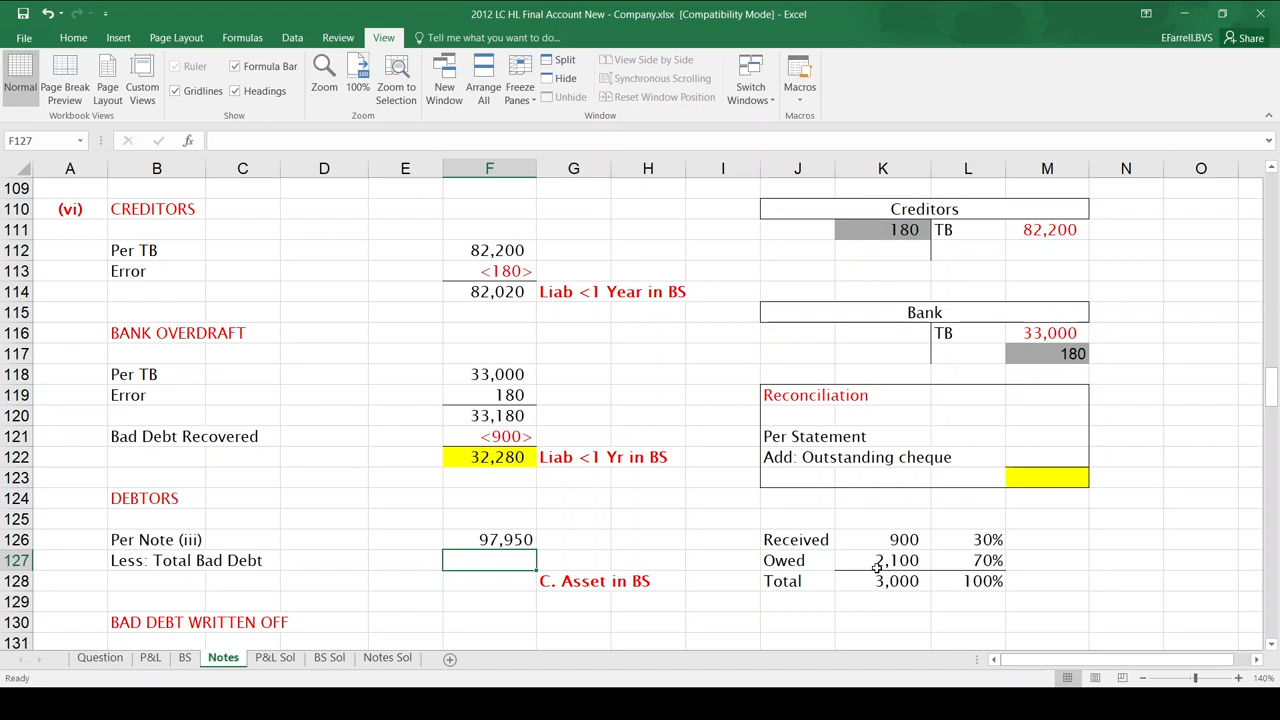 2012 LC HL Final Account New - Company.xlsx [Compatibility Mode] - Excel
File Home Insert Page Layout Formulas Data Review View Tell me what you want to do... EFarrell.BVS Share
Normal Page Break Preview Page Layout Custom Views Ruler Formula Bar Gridlines Headings Zoom 100% Zoom to Selection New Window Arrange All Freeze Panes Split Hide Unhide View Side by Side Synchronous Scrolling Reset Window Position Switch Windows Macros
Workbook Views Show Zoom Window Macros
F127 fx
A B C D E F G H I J K L M N O
109
110 (vi) CREDITORS Creditors
111 180 TB 82,200
112 Per TB 82,200
113 Error <180>
114 82,020 Liab <1 Year in BS
115 Bank
116 BANK OVERDRAFT TB 33,000
117 180
118 Per TB 33,000
119 Error 180 Reconciliation
120 33,180
121 Bad Debt Recovered <900> Per Statement
122 32,280 Liab <1 Yr in BS Add: Outstanding cheque
123
124 DEBTORS
125
126 Per Note (iii) 97,950 Received 900 30%
127 Less: Total Bad Debt Owed 2,100 70%
128 C. Asset in BS Total 3,000 100%
129
130 BAD DEBT WRITTEN OFF
131
Question P&L BS Notes P&L Sol BS Sol Notes Sol
Ready 140%